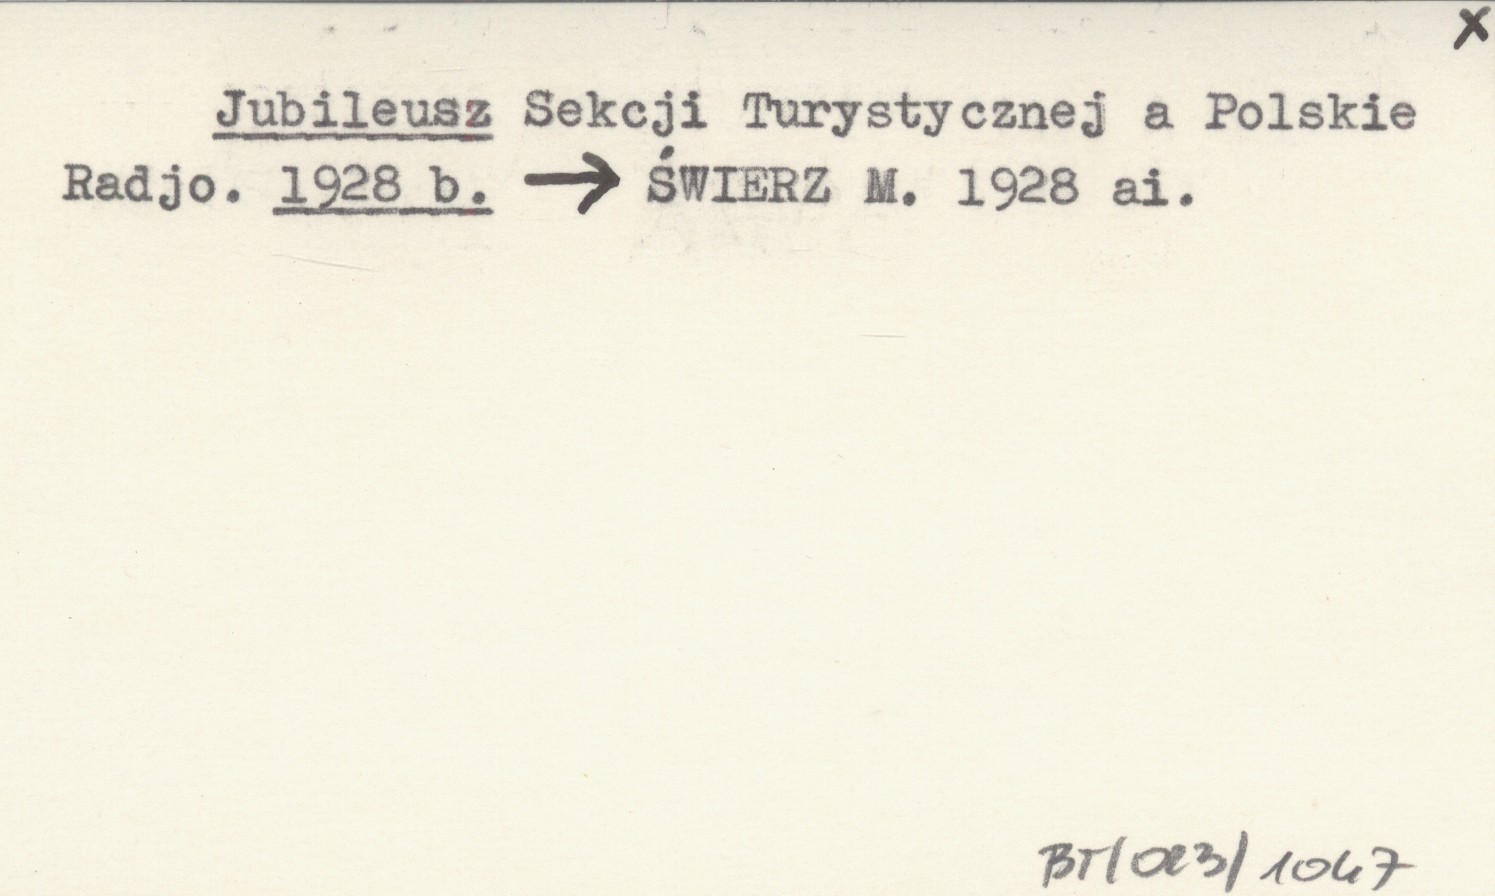 x
Jubileusz Sekcji Turystycznej a Polskie
Radjo. 1928 b. → ŚWIERZ M. 1928 ai.
BT/023/1047